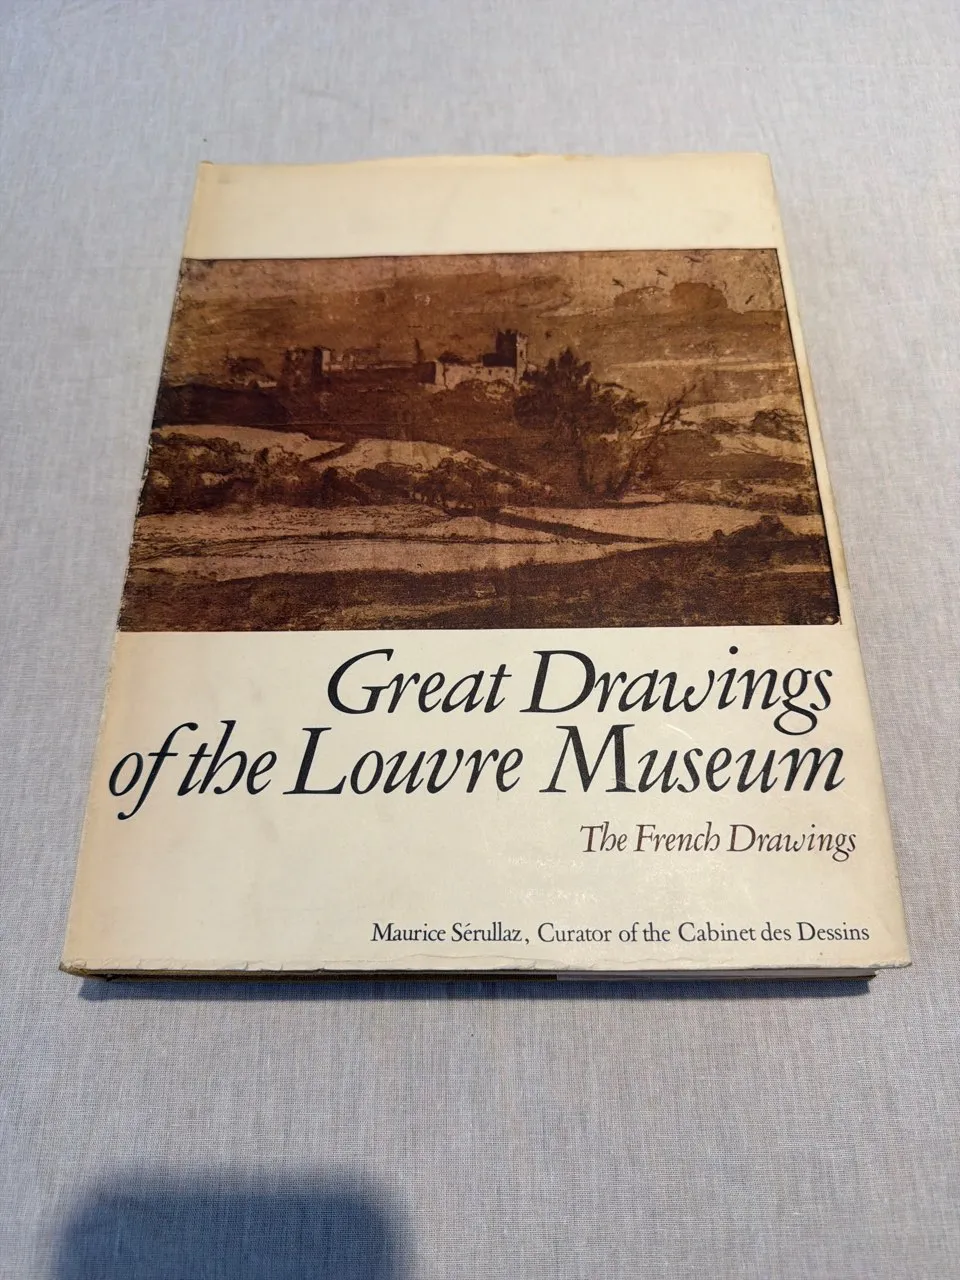 Great Drawings
of the Louvre Museum
The French Drawings
Maurice Sérullaz, Curator of the Cabinet des Dessins